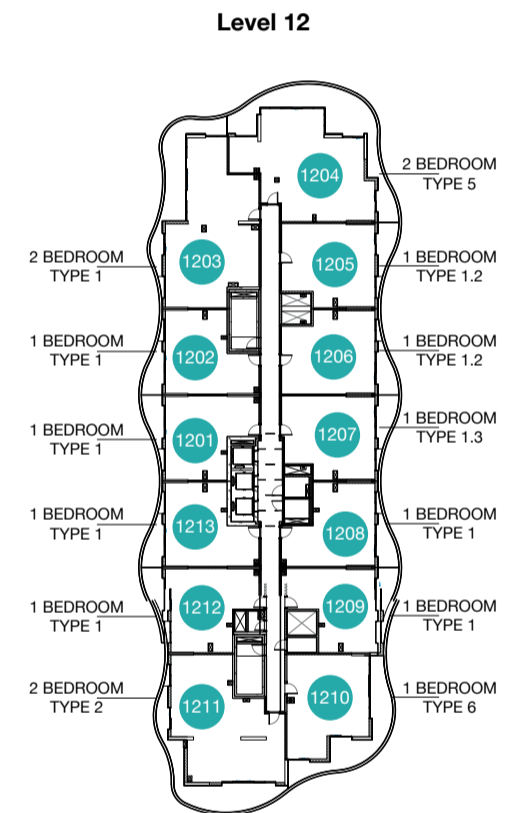 Level 12
1204
2 BEDROOM
TYPE 5
2 BEDROOM
TYPE 1
1203
1205
1 BEDROOM
TYPE 1.2
1 BEDROOM
TYPE 1
1202
1206
1 BEDROOM
TYPE 1.2
1 BEDROOM
TYPE 1
1201
1207
1 BEDROOM
TYPE 1.3
1 BEDROOM
TYPE 1
1213
1208
1 BEDROOM
TYPE 1
1 BEDROOM
TYPE 1
1212
1209
1 BEDROOM
TYPE 1
2 BEDROOM
TYPE 2
1211
1210
1 BEDROOM
TYPE 6